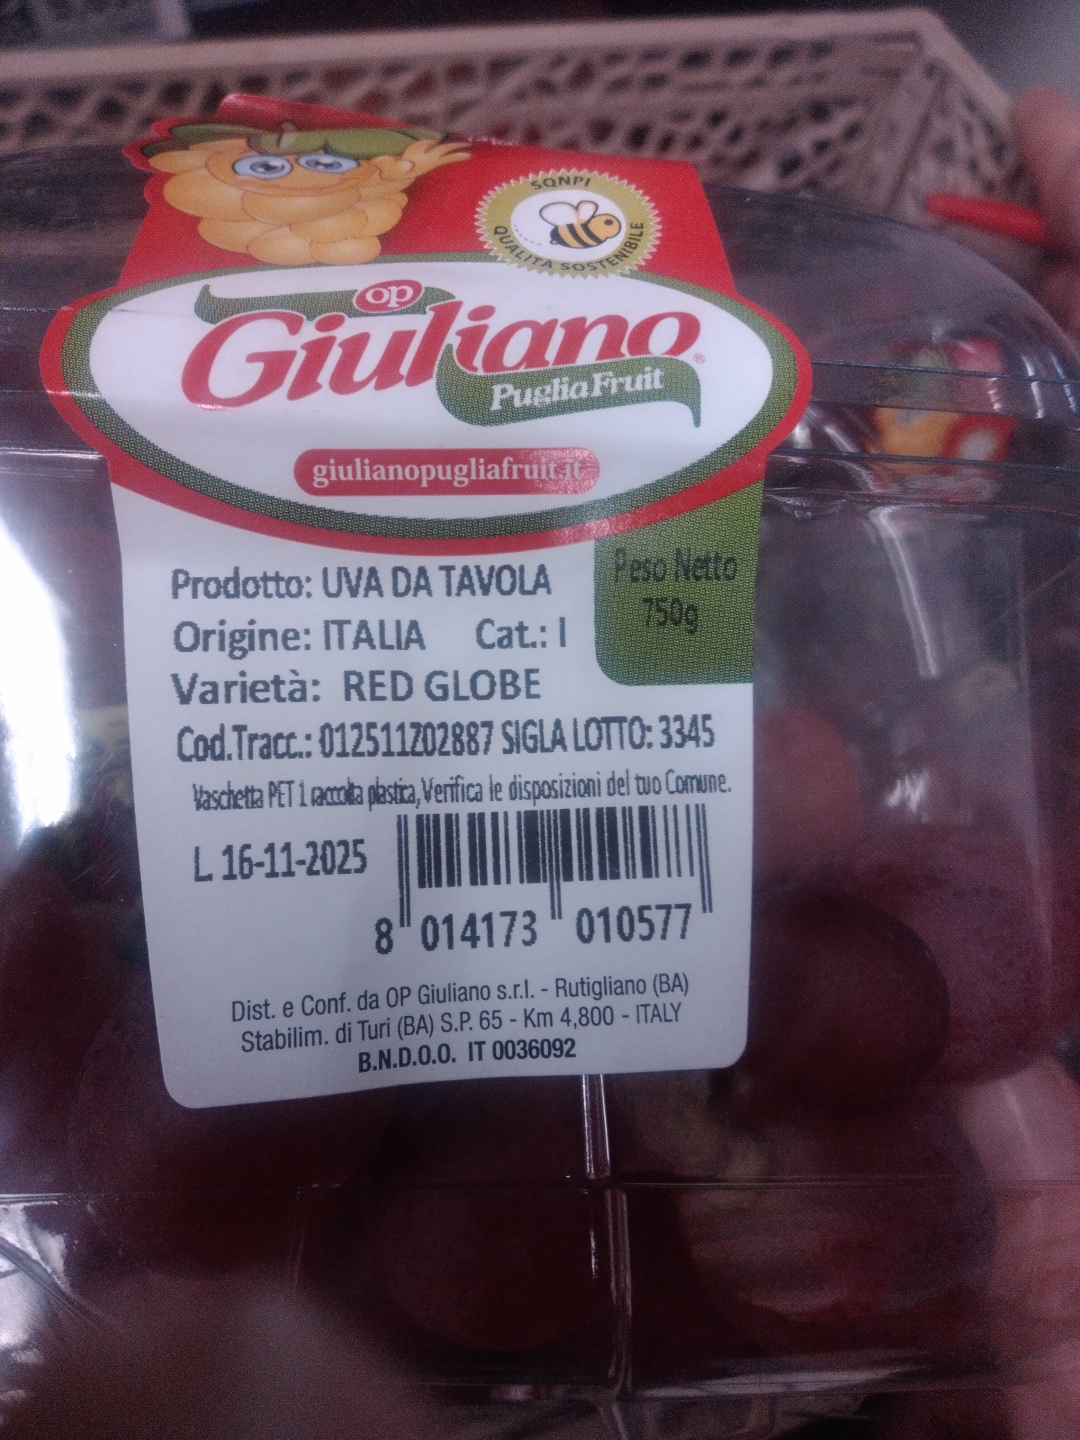 SQNPI
QUALITÀ SOSTENIBILE
OP
Giuliano®
Puglia Fruit
giulianopugliafruit.it
Peso Netto
750g
Prodotto: UVA DA TAVOLA
Origine: ITALIA Cat.: I
Varietà: RED GLOBE
Cod.Tracc.: 012511Z02887 SIGLA LOTTO: 3345
Vaschetta PET 1 raccolta plastica, Verifica le disposizioni del tuo Comune.
L. 16-11-2025
8 014173 010577
Dist. e Conf. da OP Giuliano s.r.l. - Rutigliano (BA)
Stabilim. di Turi (BA) S.P. 65 - Km 4,800 - ITALY
B.N.D.O.O. IT 0036092